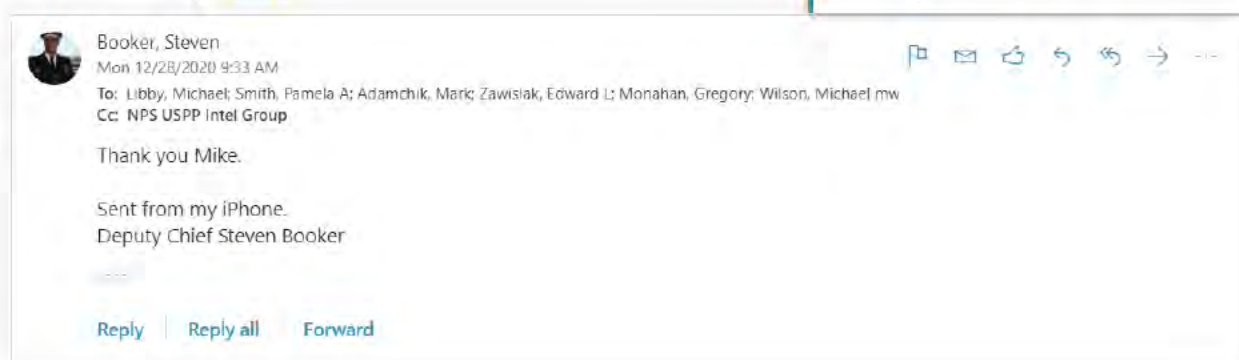 Booker, Steven
Mon 12/28/2020 9:33 AM
To: Libby, Michael; Smith, Pamela A; Adamchik, Mark; Zawislak, Edward L; Monahan, Gregory; Wilson, Michael mw
Cc: NPS USPP Intel Group
Thank you Mike.
Sent from my iPhone.
Deputy Chief Steven Booker
...
Reply Reply all Forward